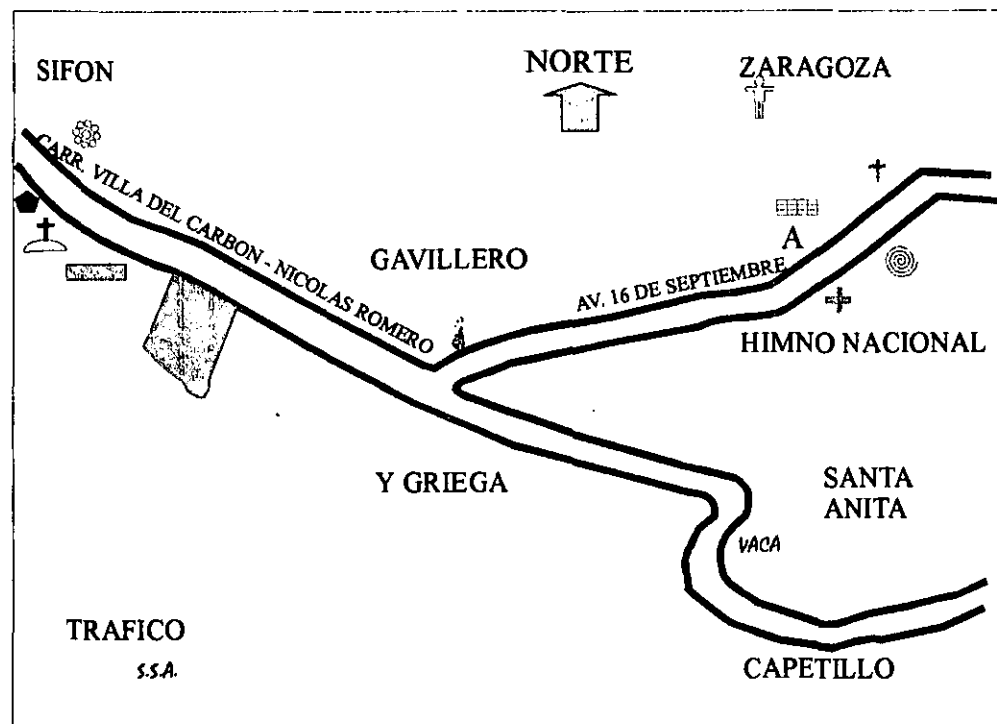 SIFON
NORTE
ZARAGOZA
CARR. VILLA DEL CARBON - NICOLAS ROMERO
GAVILLERO
A
AV. 16 DE SEPTIEMBRE
HIMNO NACIONAL
Y GRIEGA
SANTA
ANITA
VACA
TRAFICO
S.S.A.
CAPETILLO